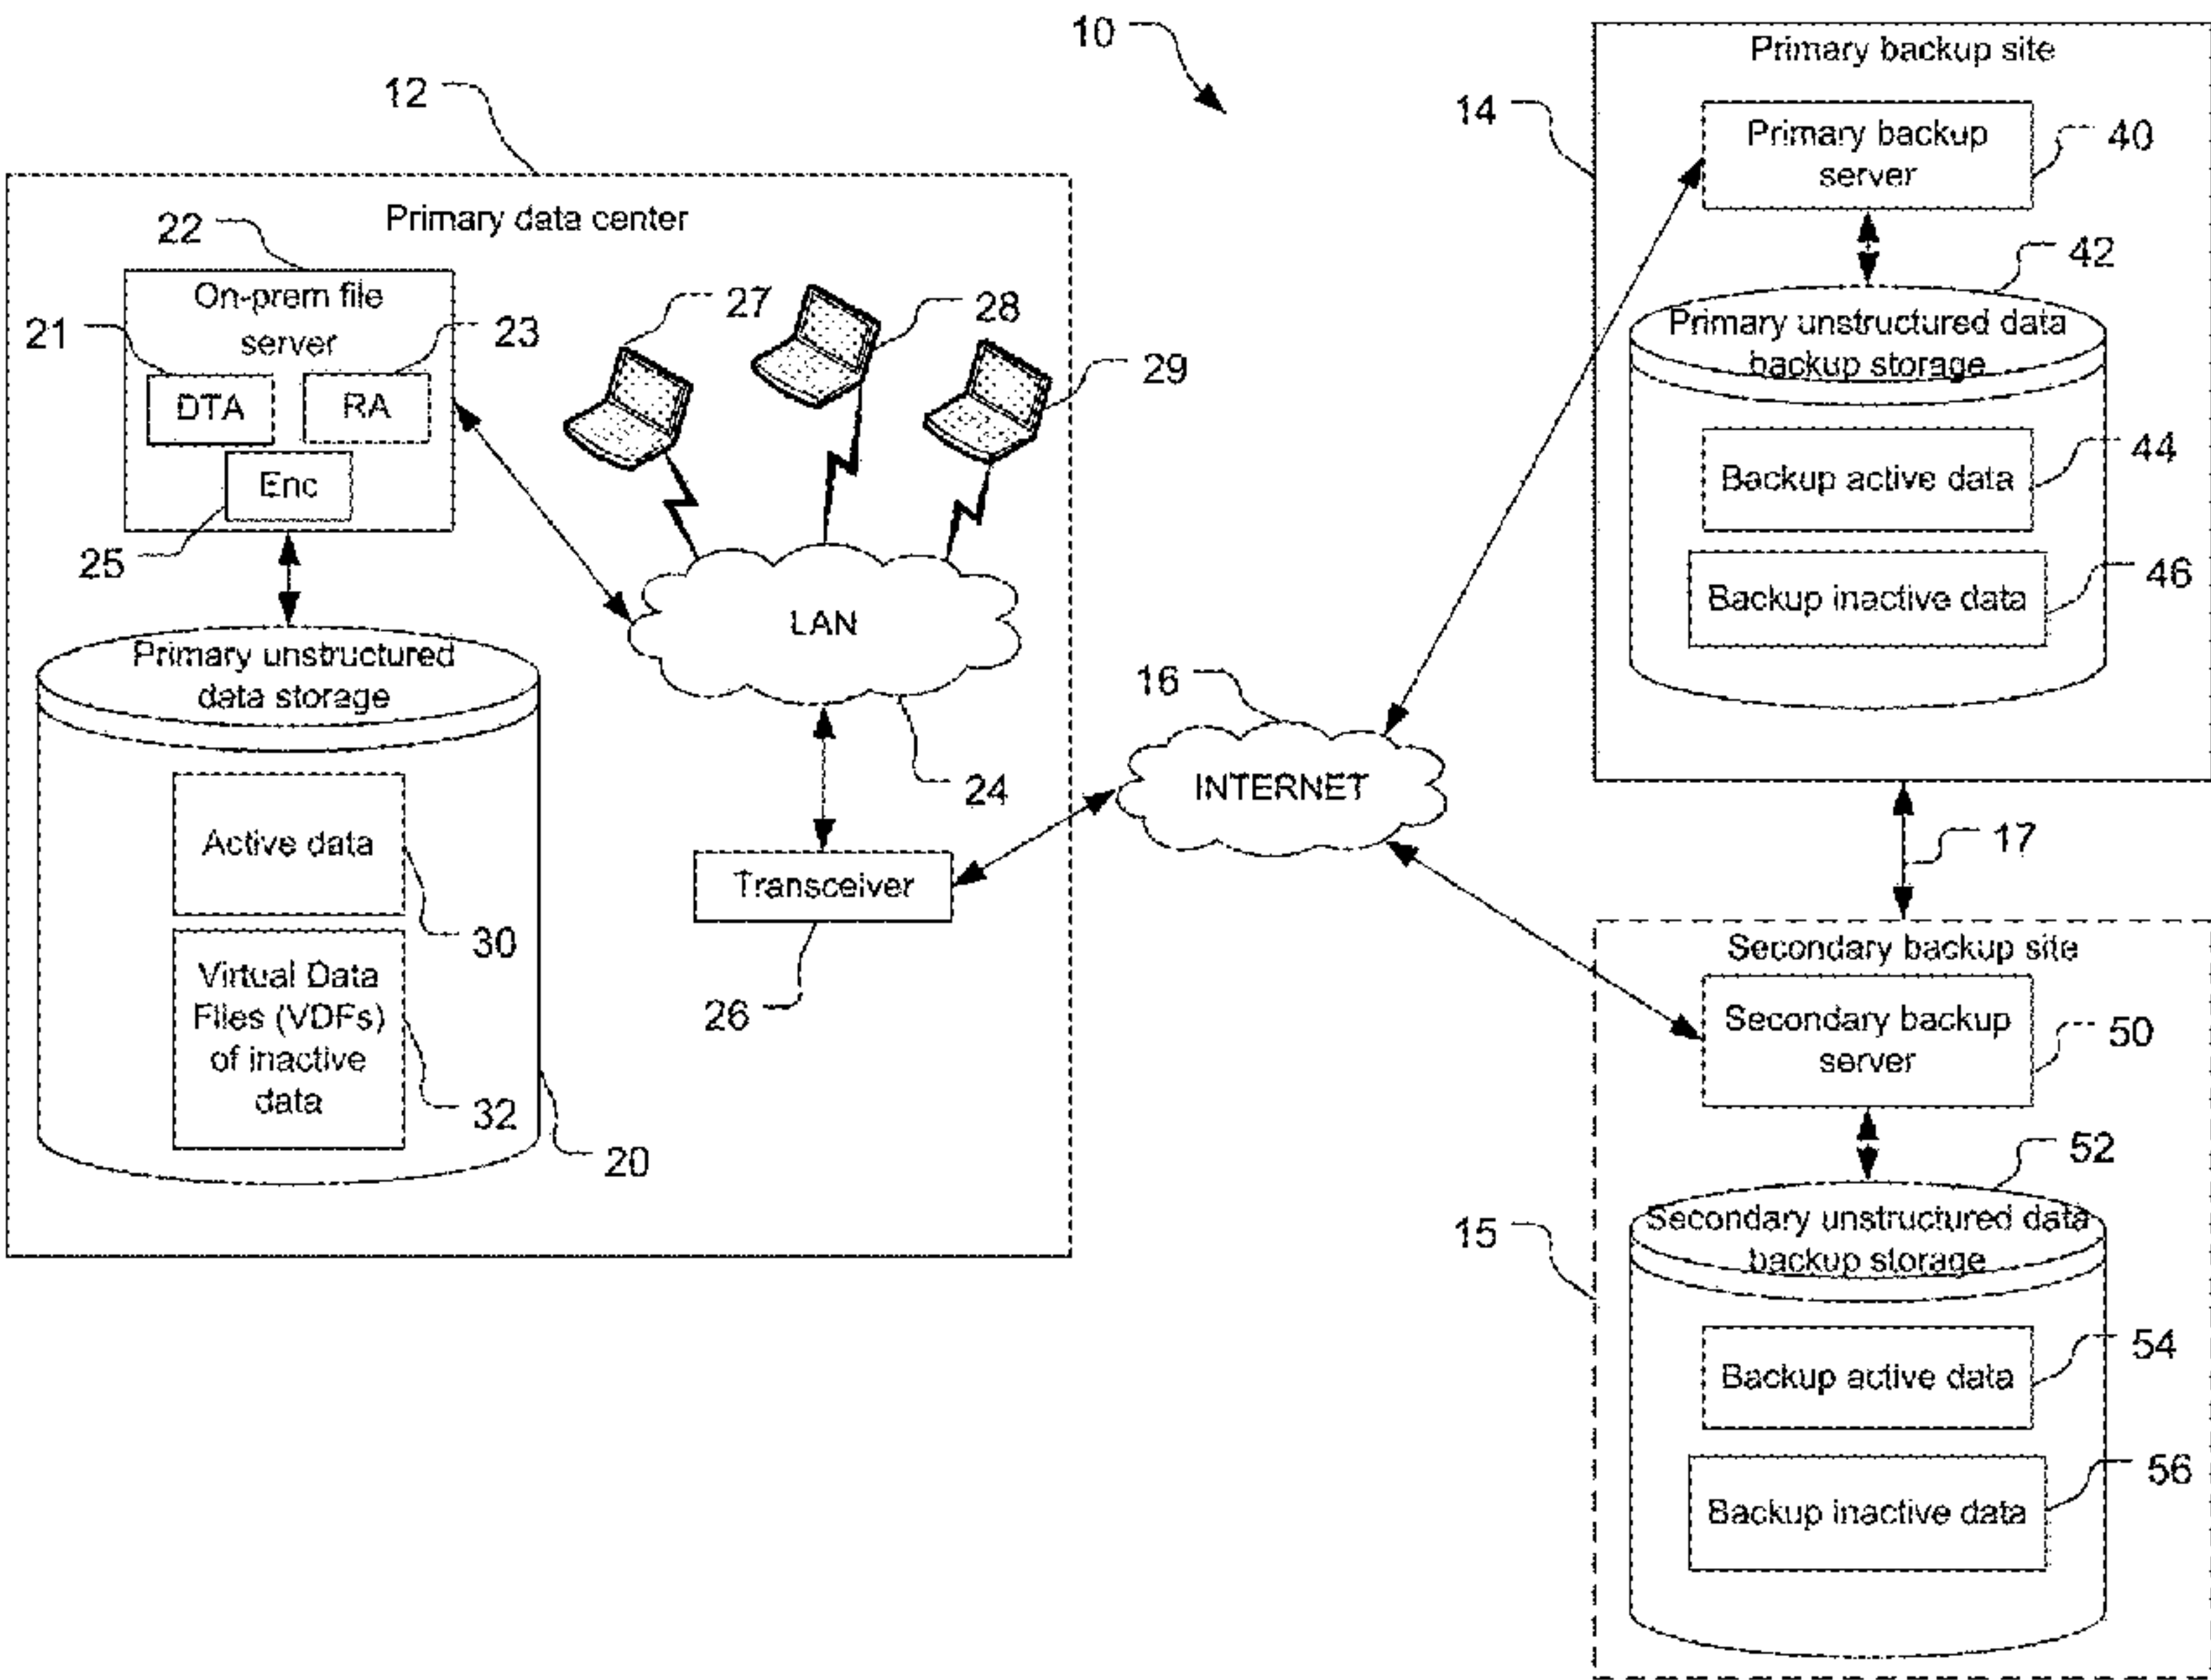 10
12
Primary data center
22
On-prem file
server
21
23
DTA
RA
Enc
25
27
28
29
LAN
24
Primary unstructured
data storage
Active data
30
Virtual Data
Files (VDFs)
of inactive
data
32
20
Transceiver
26
16
INTERNET
14
Primary backup site
Primary backup
server
40
42
Primary unstructured data
backup storage
Backup active data
44
Backup inactive data
46
17
Secondary backup site
Secondary backup
server
50
52
15
Secondary unstructured data
backup storage
Backup active data
54
Backup inactive data
56